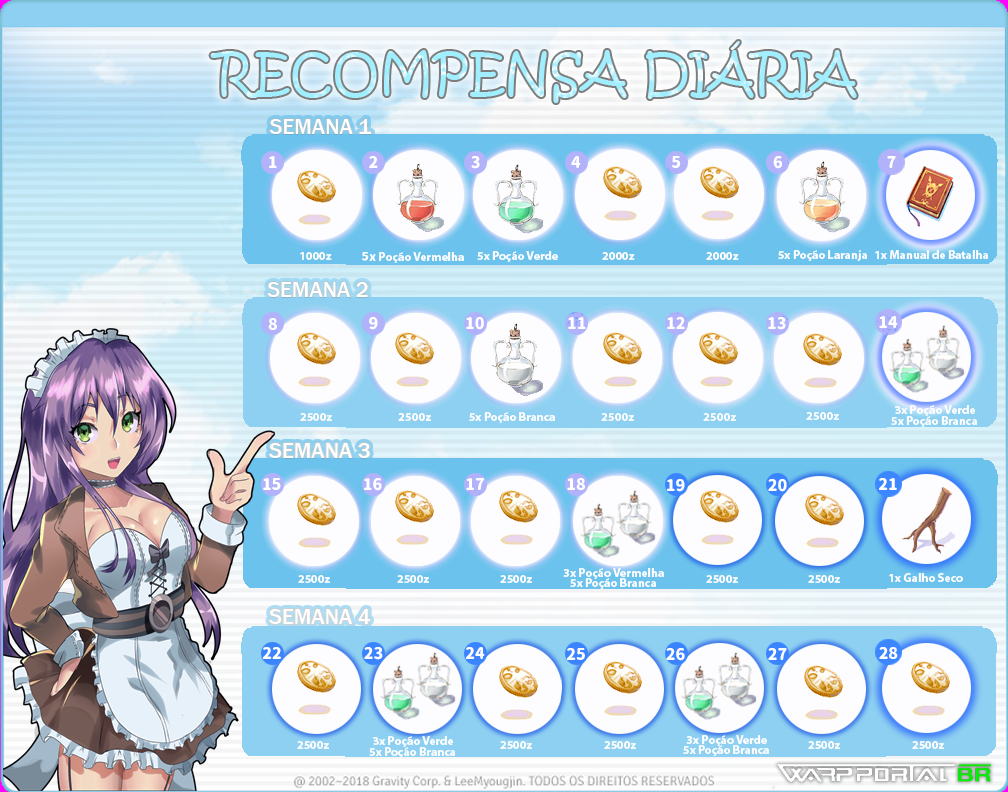 RECOMPENSA DIÁRIA
SEMANA 1
1 2 3 4 5 6 7
1000z 5x Poção Vermelha 5x Poção Verde 2000z 2000z 5x Poção Laranja 1x Manual de Batalha
SEMANA 2
8 9 10 11 12 13 14
2500z 2500z 5x Poção Branca 2500z 2500z 2500z 3x Poção Verde
5x Poção Branca
SEMANA 3
15 16 17 18 19 20 21
2500z 2500z 2500z 3x Poção Vermelha 2500z 2500z 1x Galho Seco
5x Poção Branca
SEMANA 4
22 23 24 25 26 27 28
2500z 3x Poção Verde 2500z 2500z 3x Poção Verde 2500z 2500z
5x Poção Branca 5x Poção Branca
@ 2002-2018 Gravity Corp. & LeeMyougjin. TODOS OS DIREITOS RESERVADOS
WARPPORTAL BR